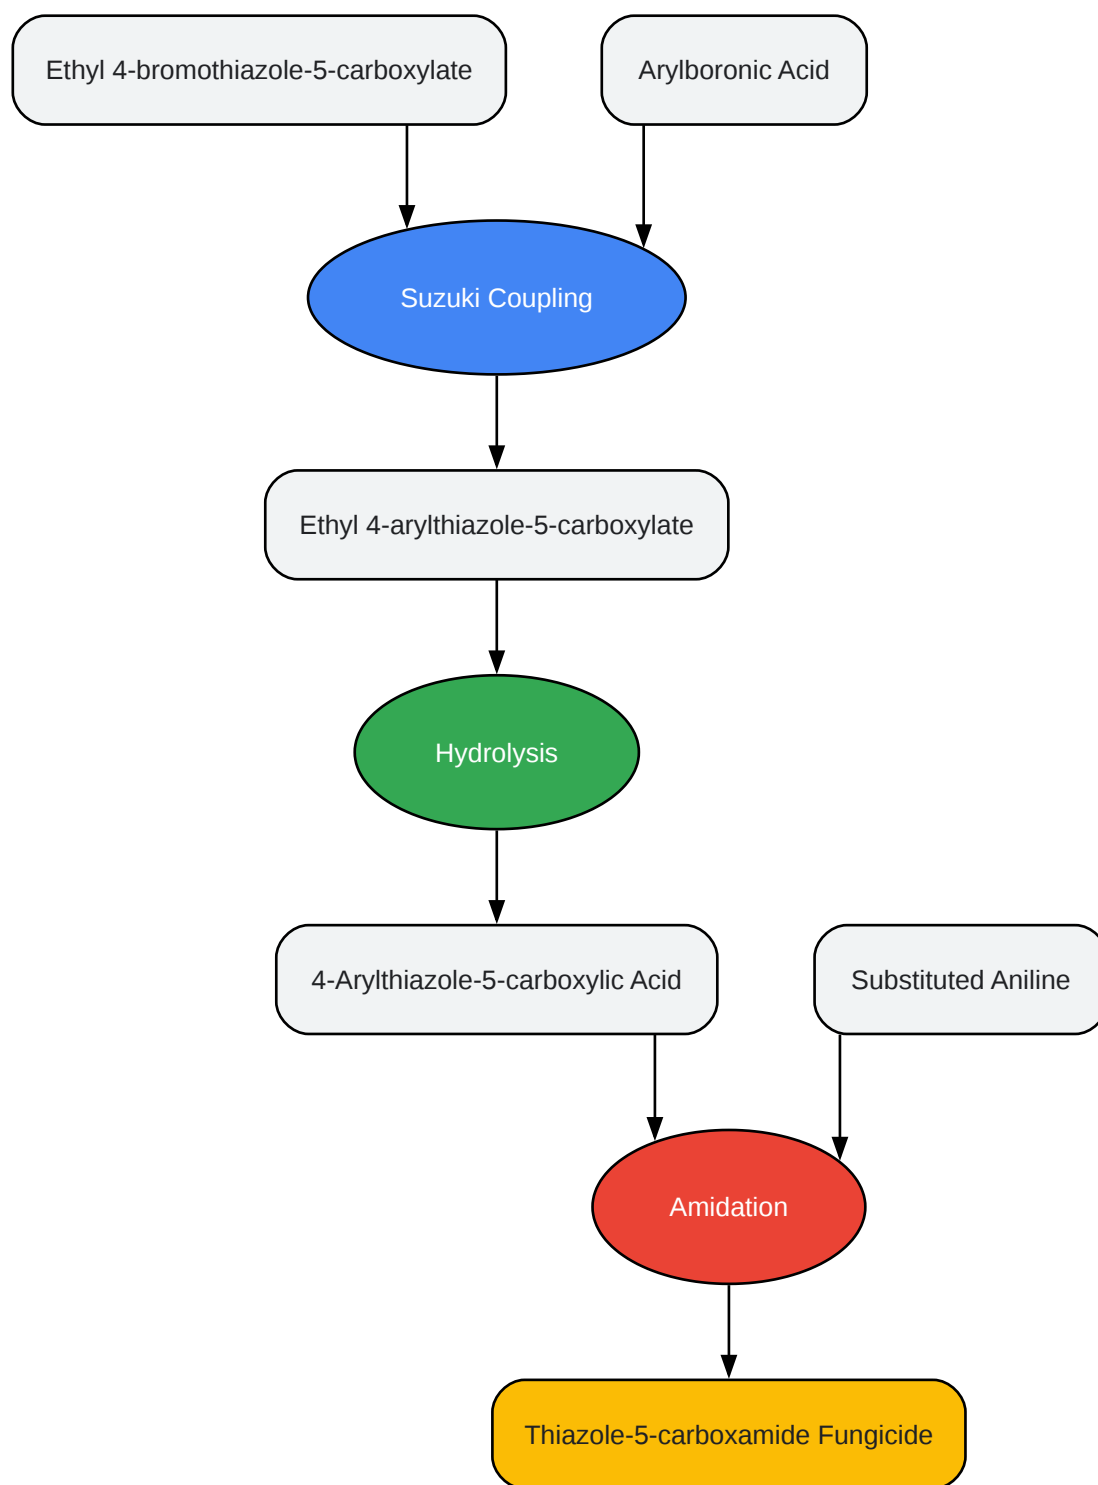 Ethyl 4-bromothiazole-5-carboxylate
Arylboronic Acid
Suzuki Coupling
Ethyl 4-arylthiazole-5-carboxylate
Hydrolysis
4-Arylthiazole-5-carboxylic Acid
Substituted Aniline
Amidation
Thiazole-5-carboxamide Fungicide